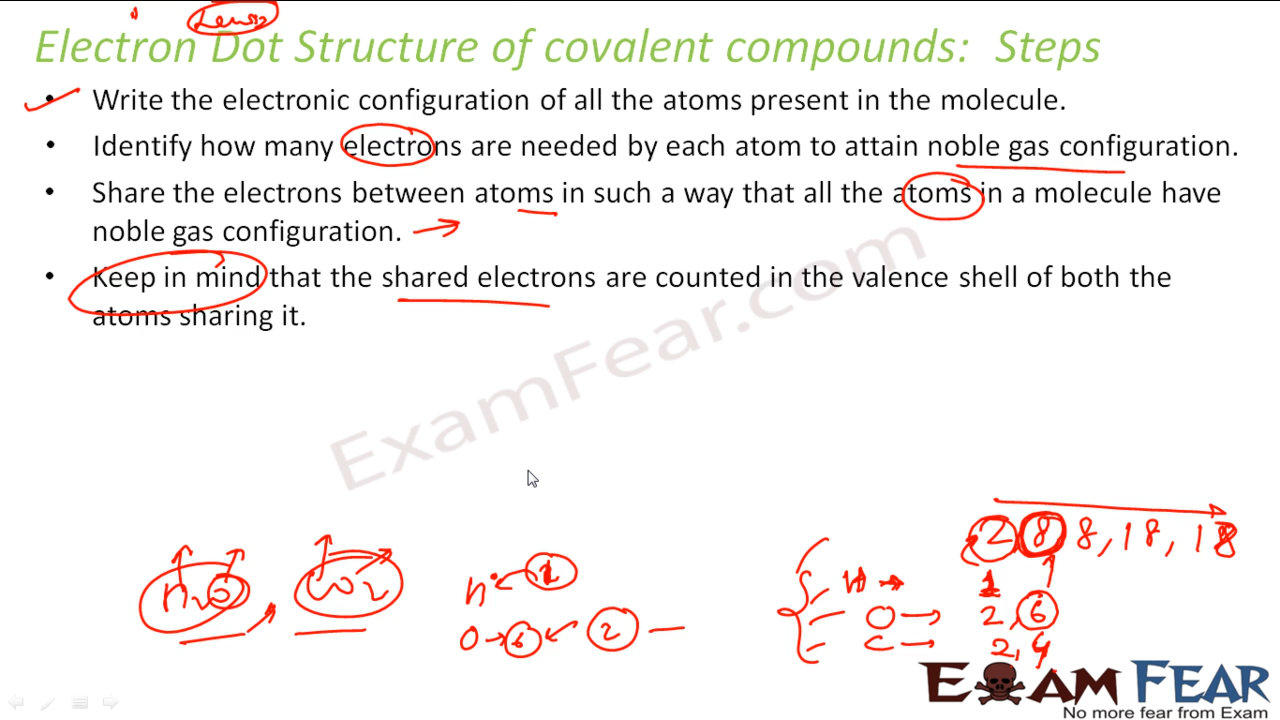 Lewis
Electron Dot Structure of covalent compounds: Steps
• Write the electronic configuration of all the atoms present in the molecule.
• Identify how many electrons are needed by each atom to attain noble gas configuration.
• Share the electrons between atoms in such a way that all the atoms in a molecule have
noble gas configuration.
• Keep in mind that the shared electrons are counted in the valence shell of both the
atoms sharing it.
ExamFear.com
2, 8, 8, 18, 18
H2O CO2 H 1 H → 1
O → 6 2 O → 2, 6
C → 2, 4
EXAM FEAR
No more fear from Exam